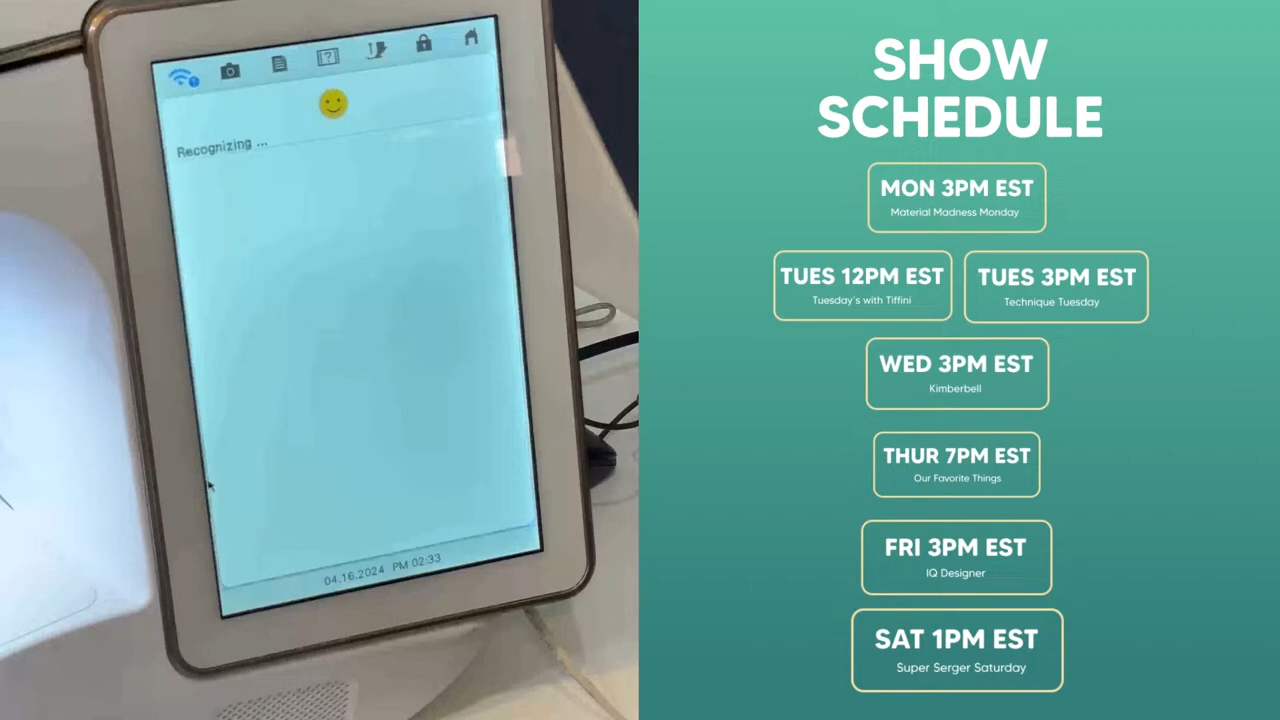 Recognizing ...
04.16.2024 PM 02:33
SHOW
SCHEDULE
MON 3PM EST
Material Madness Monday
TUES 12PM EST
Tuesday's with Tiffini
TUES 3PM EST
Technique Tuesday
WED 3PM EST
Kimberbell
THUR 7PM EST
Our Favorite Things
FRI 3PM EST
IQ Designer
SAT 1PM EST
Super Serger Saturday